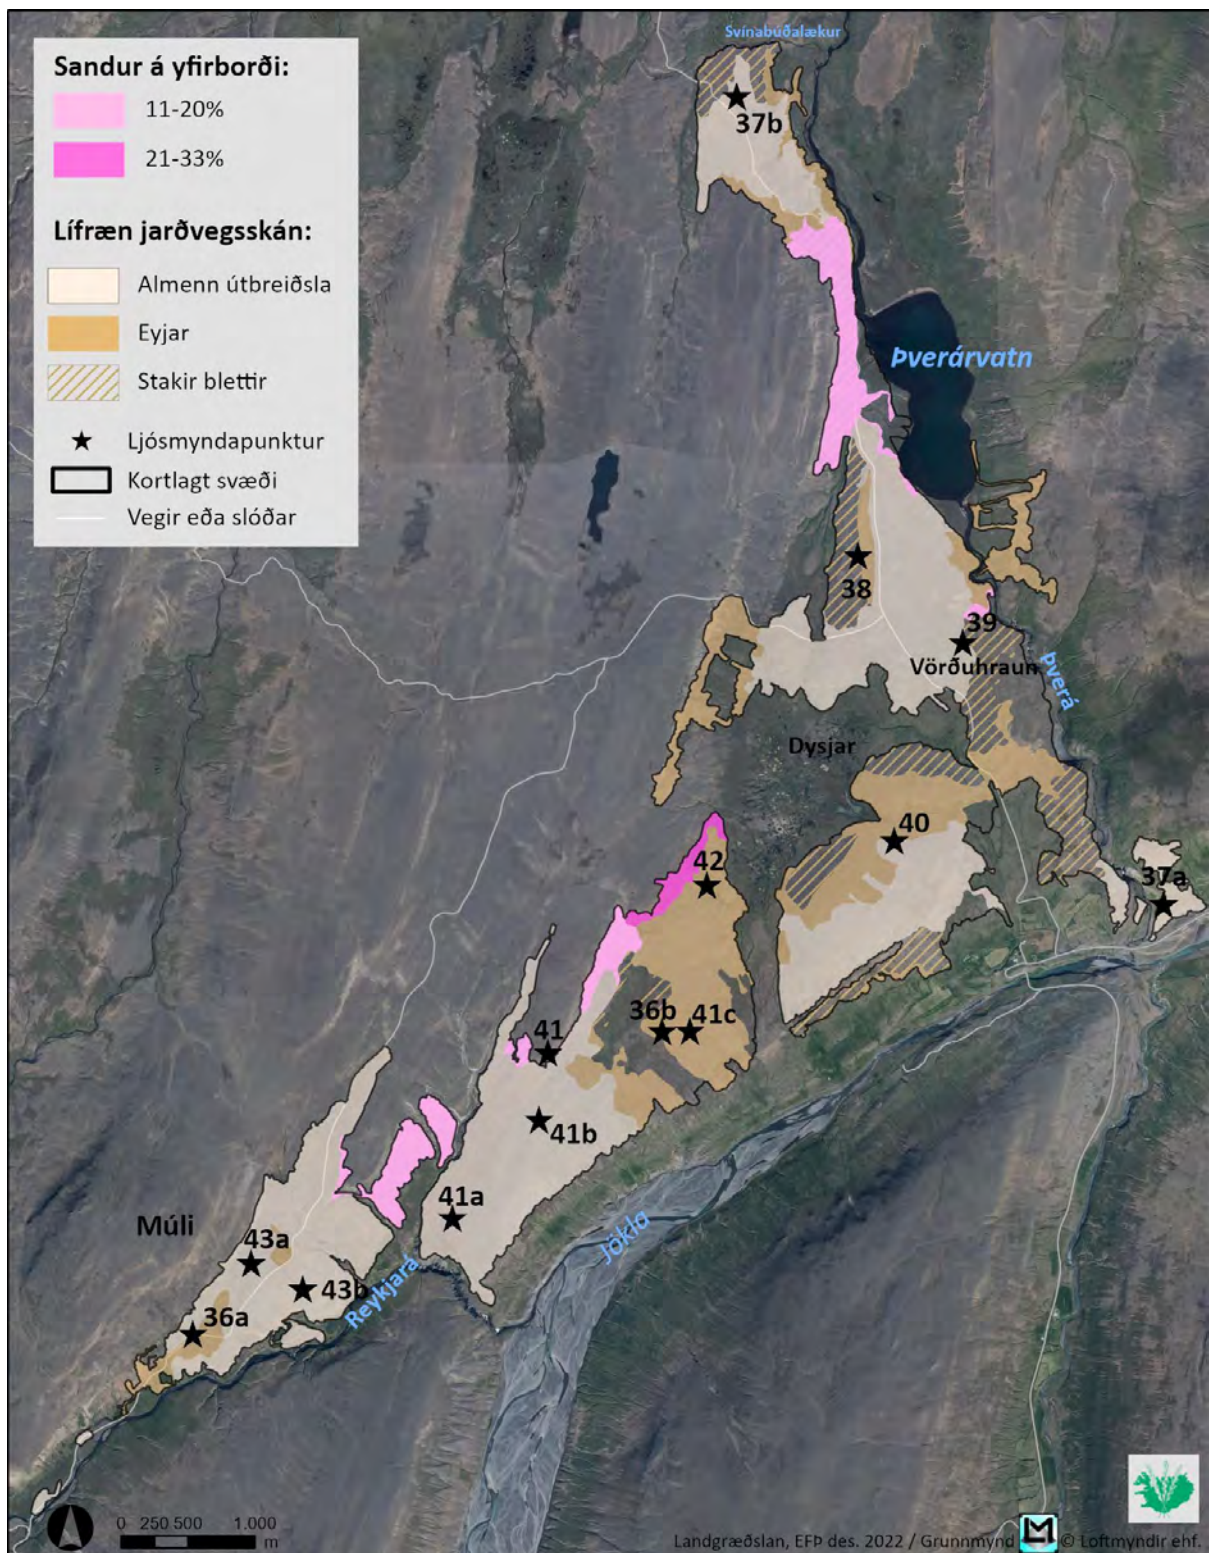 Sandur á yfirborði:
11-20%
21-33%
Lífræn jarðvegsskán:
Almenn útbreiðsla
Eyjar
Stakir blettir
Ljósmyndapunktur
Kortlagt svæði
Vegir eða slóðar
Svínabúðalækur
37b
Þverárvatn
38
39
Vörðuhraun
Þverá
Dysjar
40
42
37a
36b
41c
41
41b
41a
Jökla
Múli
43a
43b
Reykjará
36a
0 250 500 1.000
m
Landgræðslan, EFÞ des. 2022 / Grunnmynd LM © Loftmyndir ehf.